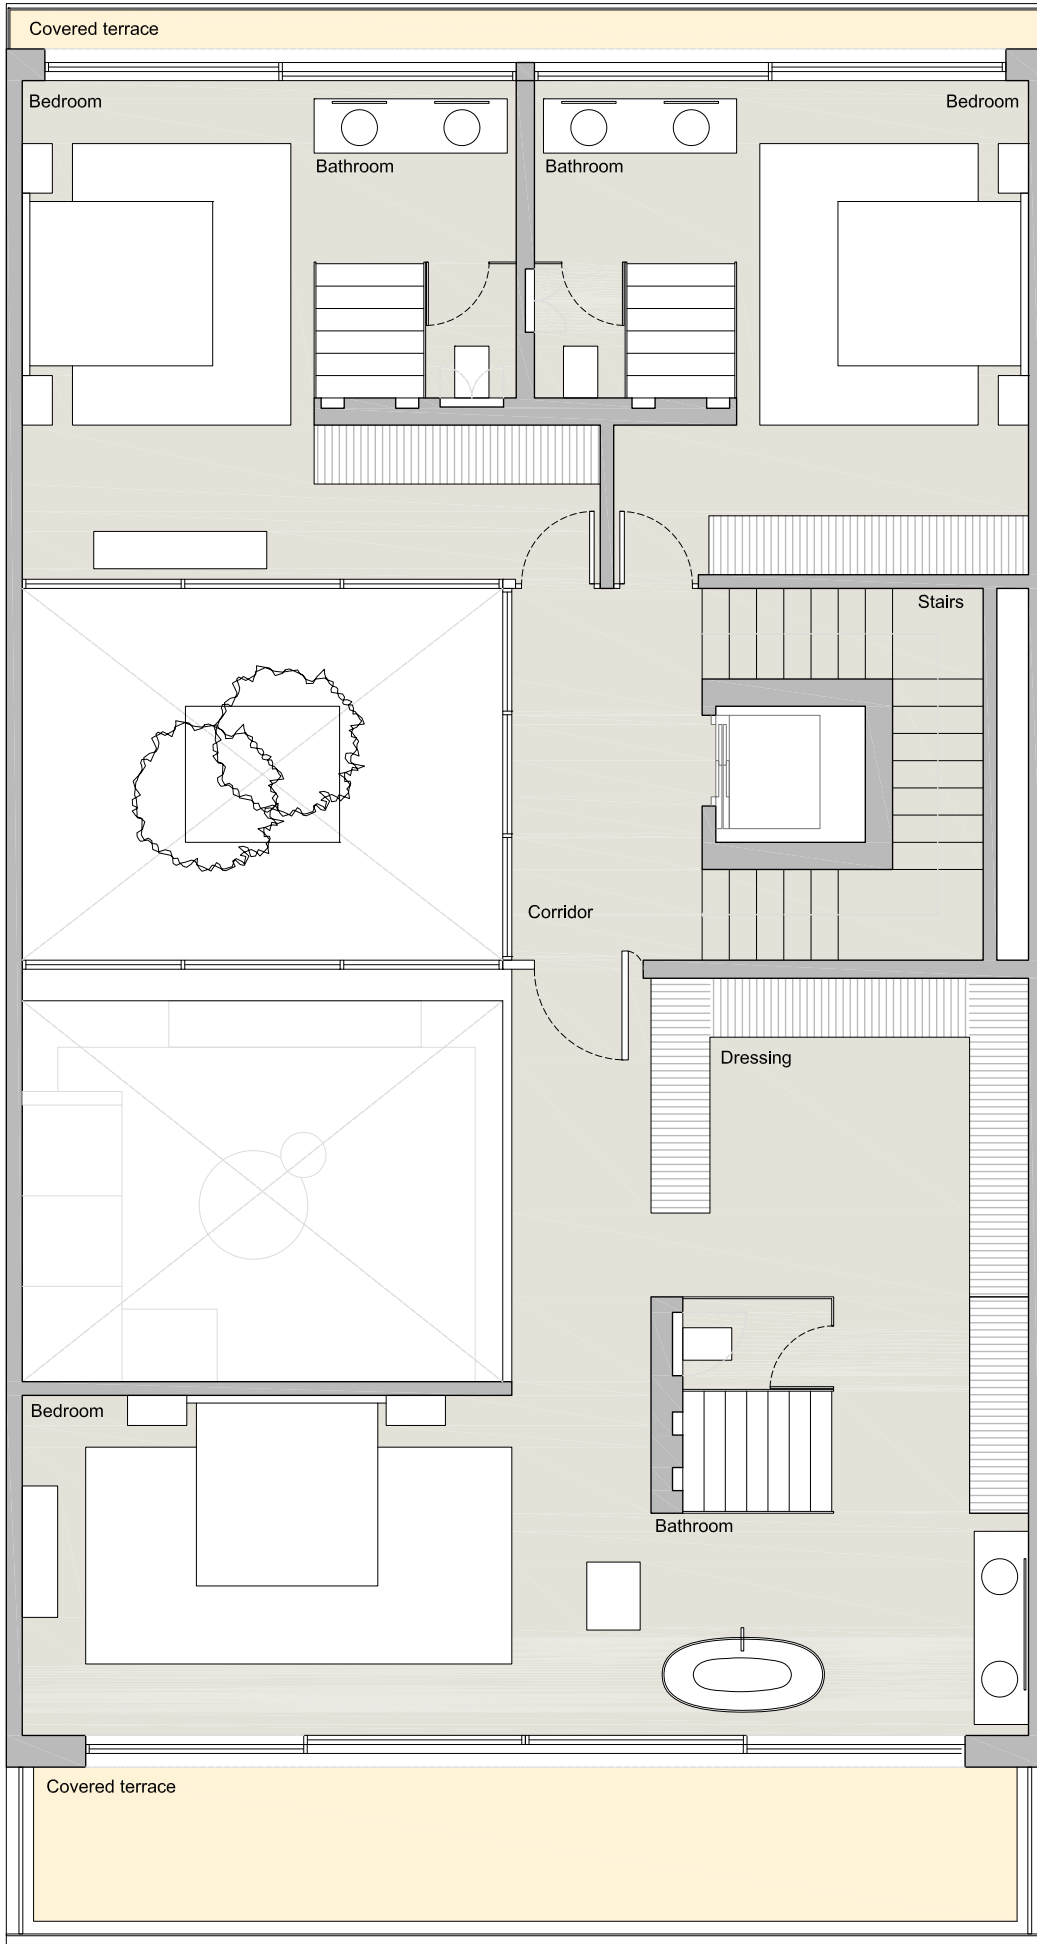 Covered terrace
Bedroom
Bedroom
Bathroom
Bathroom
Stairs
Corridor
Dressing
Bedroom
Bathroom
Covered terrace